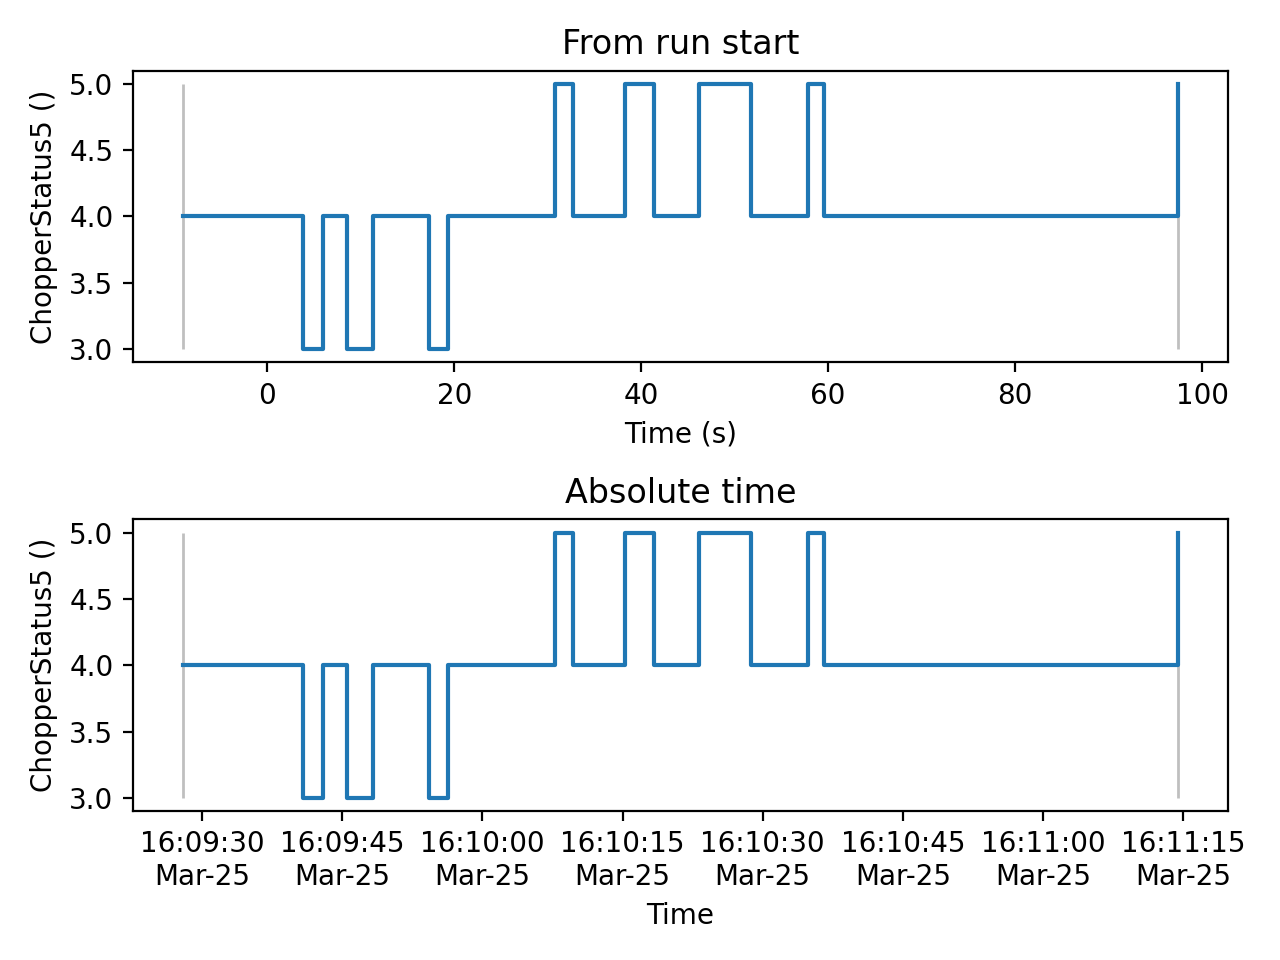 From run start
ChopperStatus5 ()
5.0
4.5
4.0
3.5
3.0
0 20 40 60 80 100
Time (s)
Absolute time
ChopperStatus5 ()
5.0
4.5
4.0
3.5
3.0
16:09:30 16:09:45 16:10:00 16:10:15 16:10:30 16:10:45 16:11:00 16:11:15
Mar-25 Mar-25 Mar-25 Mar-25 Mar-25 Mar-25 Mar-25 Mar-25
Time